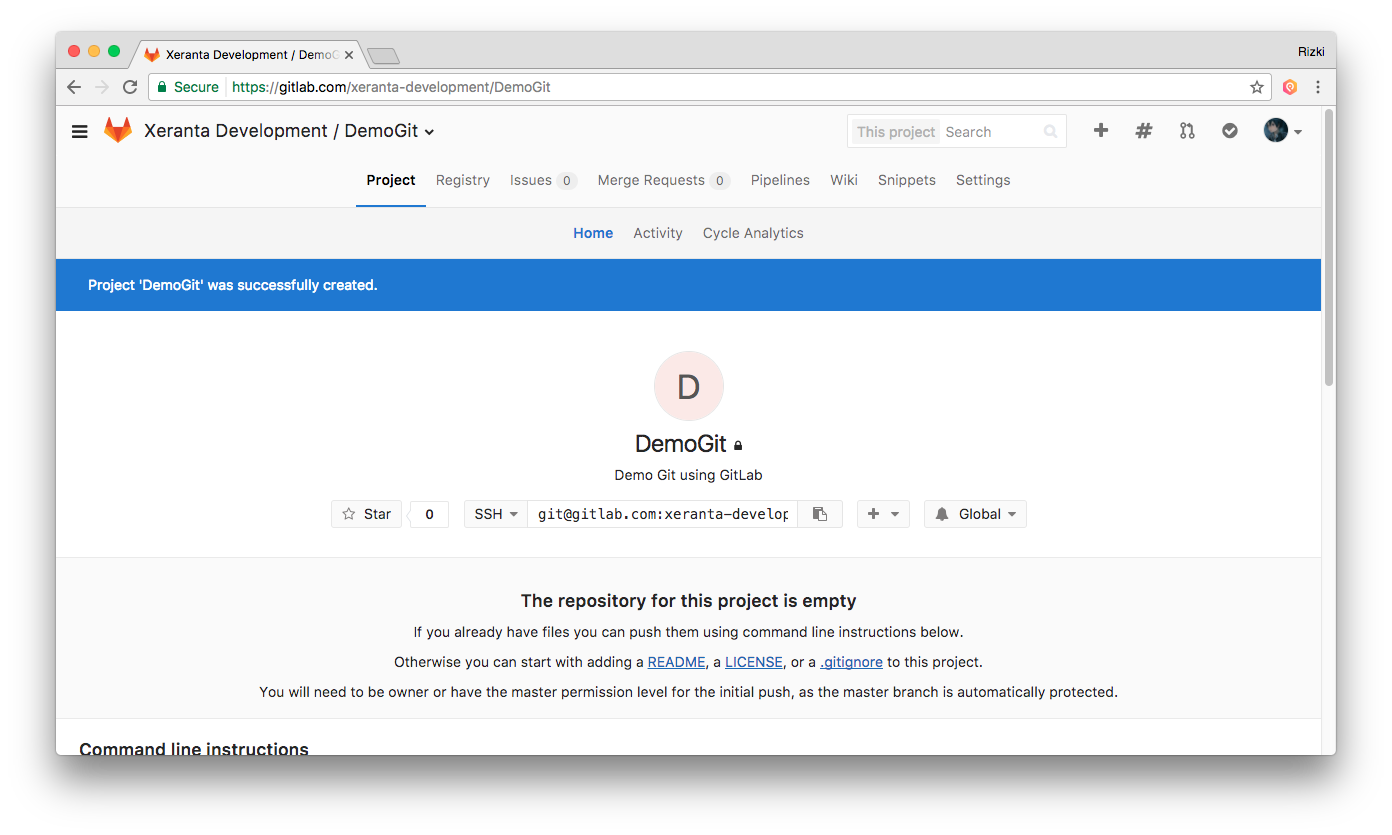 Xeranta Development / DemoG
Rizki
Secure https://gitlab.com/xeranta-development/DemoGit
Xeranta Development / DemoGit
This project Search
Project Registry Issues 0 Merge Requests 0 Pipelines Wiki Snippets Settings
Home Activity Cycle Analytics
Project 'DemoGit' was successfully created.
D
DemoGit
Demo Git using GitLab
Star 0 SSH git@gitlab.com:xeranta-develop Global
The repository for this project is empty
If you already have files you can push them using command line instructions below.
Otherwise you can start with adding a README, a LICENSE, or a .gitignore to this project.
You will need to be owner or have the master permission level for the initial push, as the master branch is automatically protected.
Command line instructions